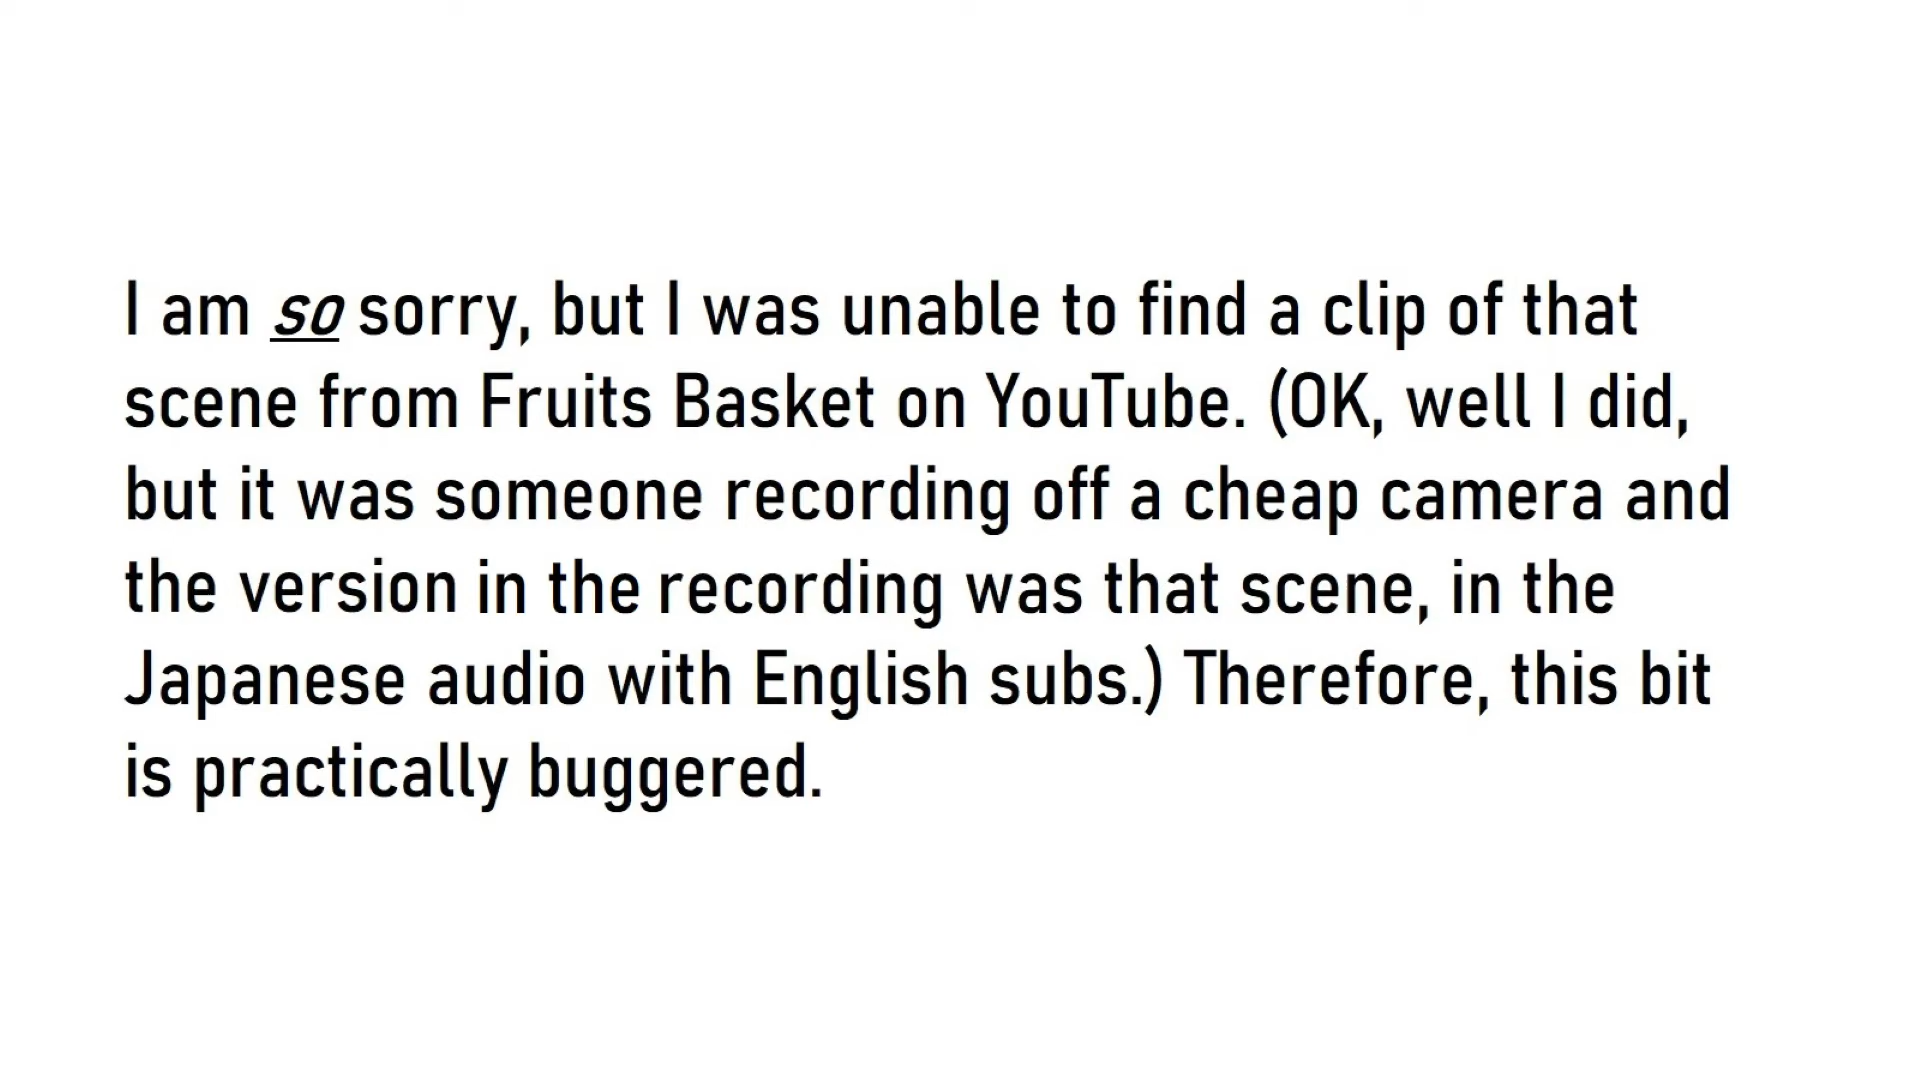 I am so sorry, but I was unable to find a clip of that
scene from Fruits Basket on YouTube. (OK, well I did,
but it was someone recording off a cheap camera and
the version in the recording was that scene, in the
Japanese audio with English subs.) Therefore, this bit
is practically buggered.